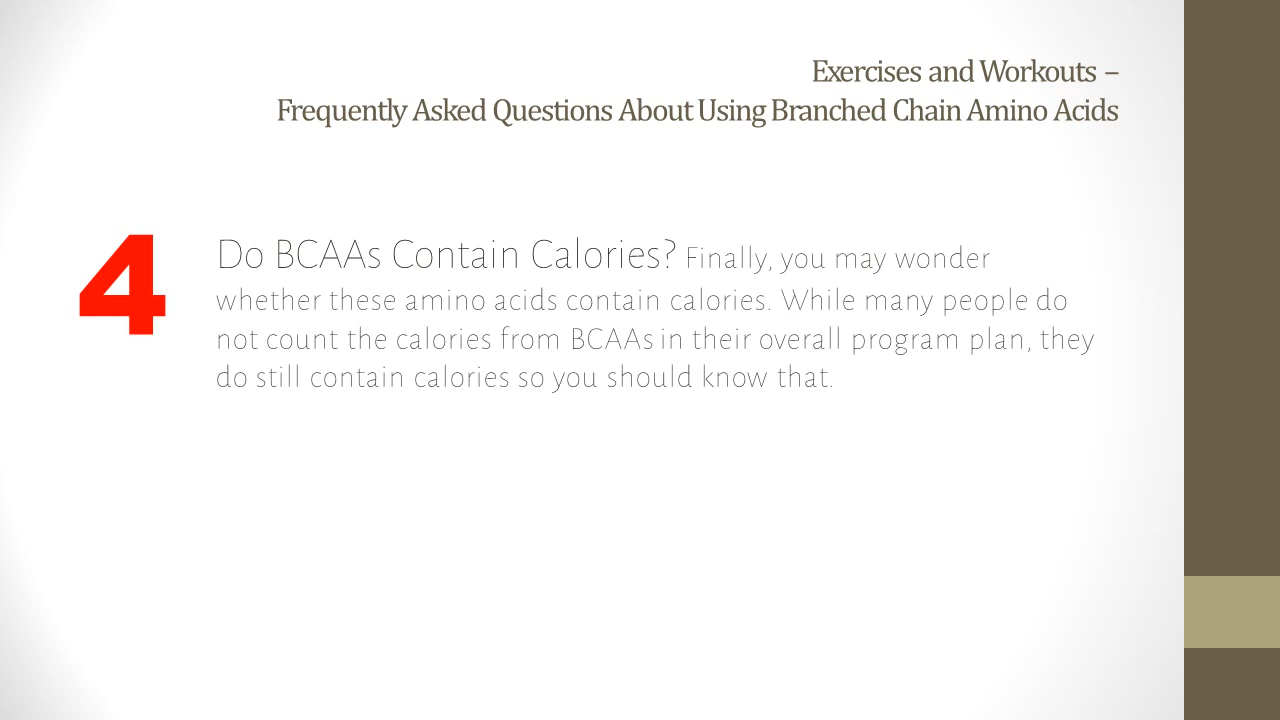 Exercises and Workouts –
Frequently Asked Questions About Using Branched Chain Amino Acids
4
Do BCAAs Contain Calories? Finally, you may wonder
whether these amino acids contain calories. While many people do
not count the calories from BCAAs in their overall program plan, they
do still contain calories so you should know that.